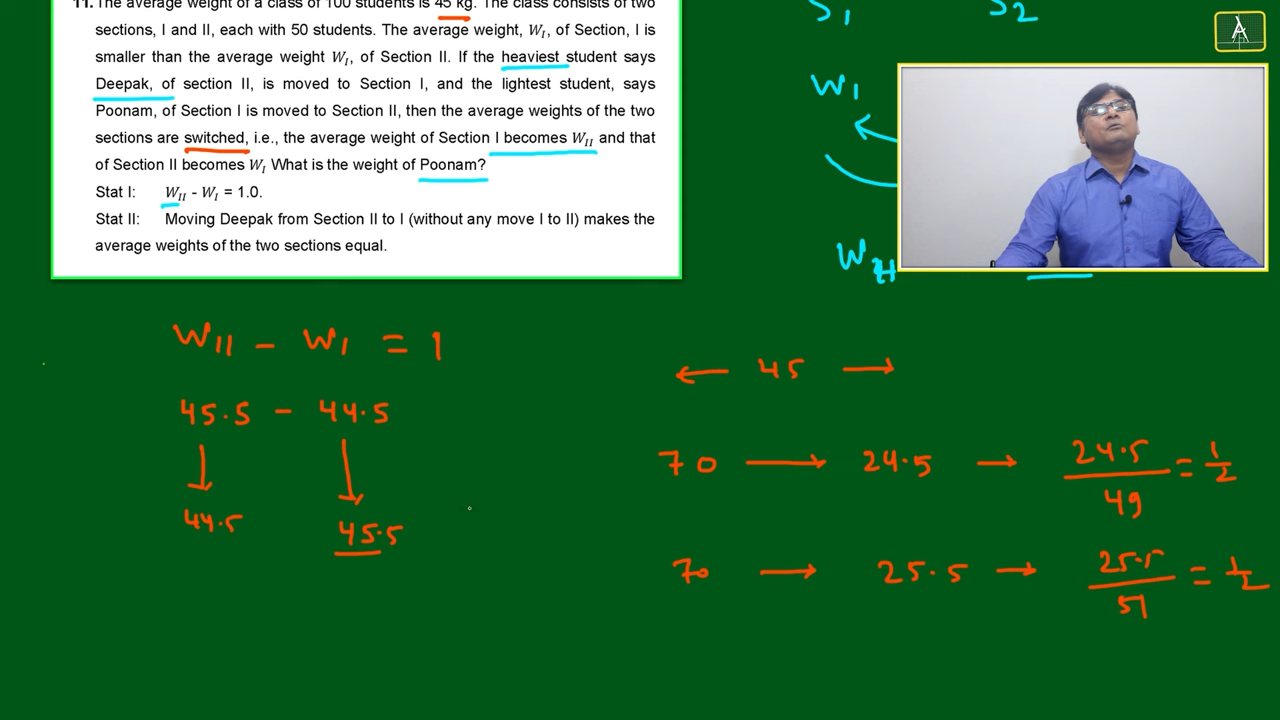 11. The average weight of a class of 100 students is 45 kg. The class consists of two
sections, I and II, each with 50 students. The average weight, W_I, of Section, I is
smaller than the average weight W_I, of Section II. If the heaviest student says
Deepak, of section II, is moved to Section I, and the lightest student, says
Poonam, of Section I is moved to Section II, then the average weights of the two
sections are switched, i.e., the average weight of Section I becomes W_II and that
of Section II becomes W_I What is the weight of Poonam?
Stat I: W_II - W_I = 1.0.
Stat II: Moving Deepak from Section II to I (without any move I to II) makes the
average weights of the two sections equal.
S_1 S_2
W_1
W_II
A
W_II - W_I = 1
45.5 - 44.5
44.5 45.5
← 45 →
70 → 24.5 → 24.5/49 = 1/2
70 → 25.5 → 25.5/51 = 1/2